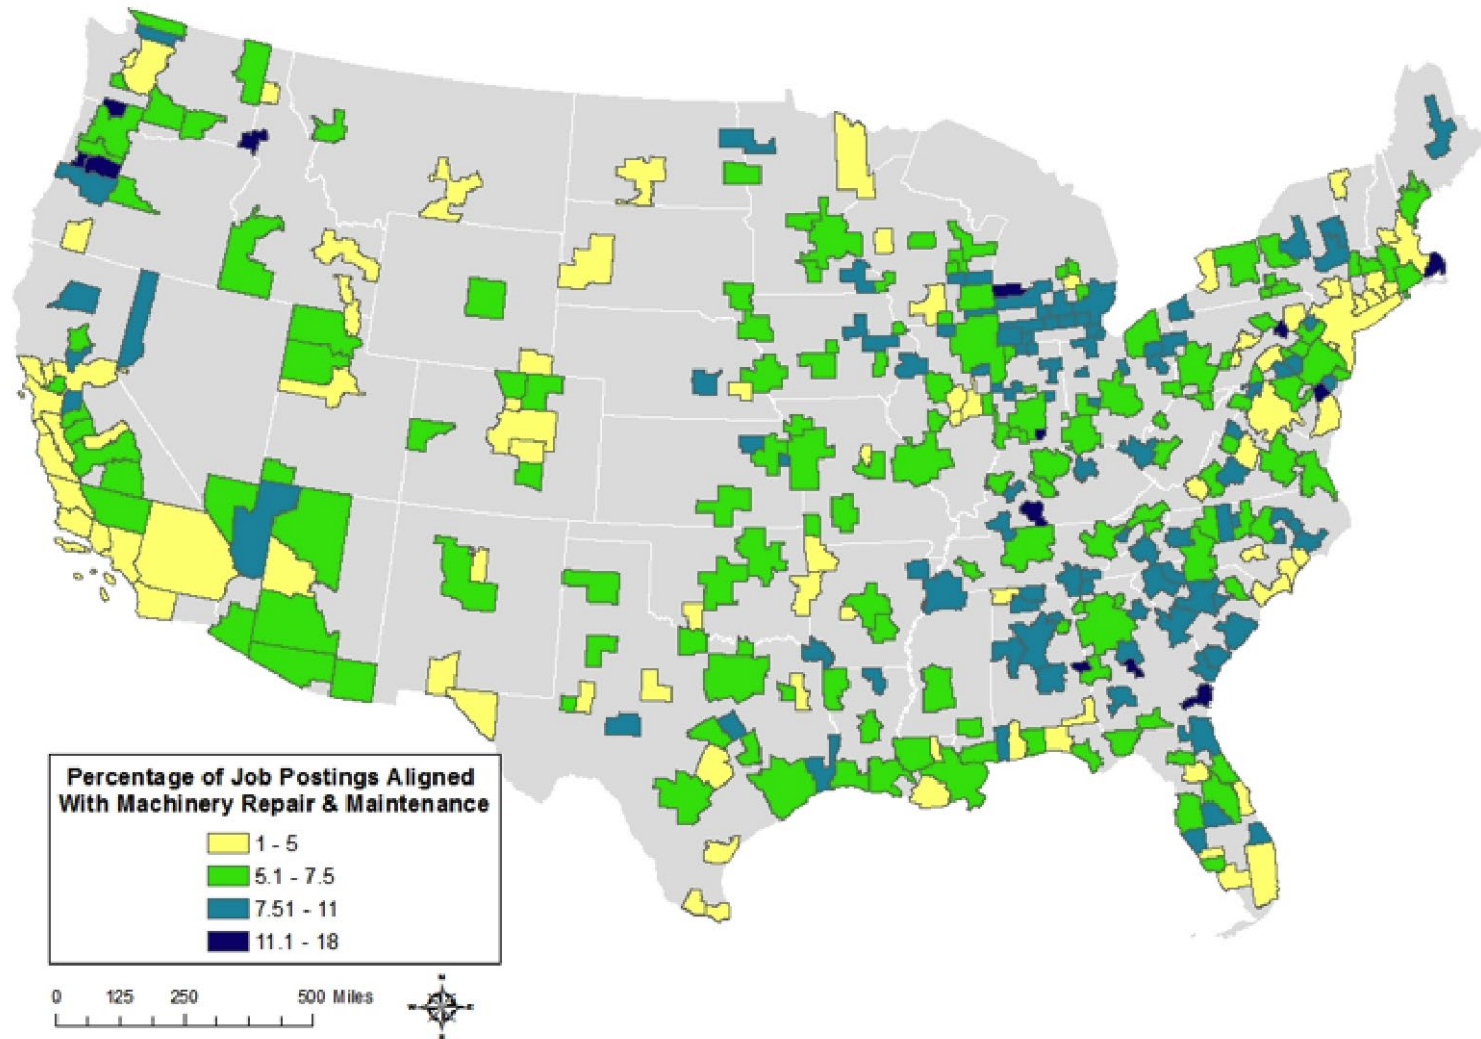 Percentage of Job Postings Aligned
With Machinery Repair & Maintenance
1 - 5
5.1 - 7.5
7.51 - 11
11.1 - 18
0 125 250 500 Miles
N
W E
S